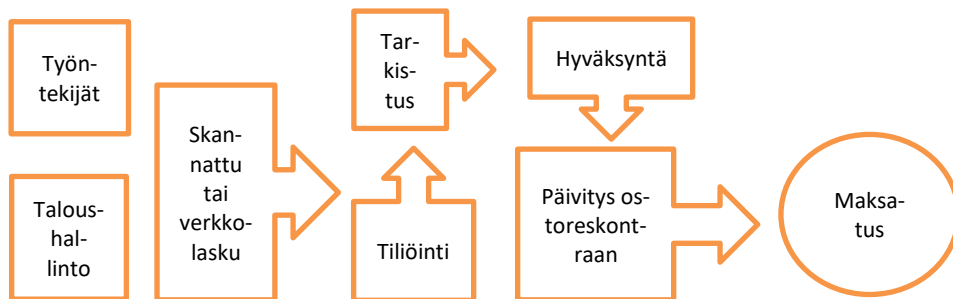 Työn-
tekijät
Talous-
hal-
linto
Skan-
nattu
tai
verkko-
lasku
Tiliöinti
Tar-
kis-
tus
Hyväksyntä
Päivitys os-
toreskont-
raan
Maksa-
tus